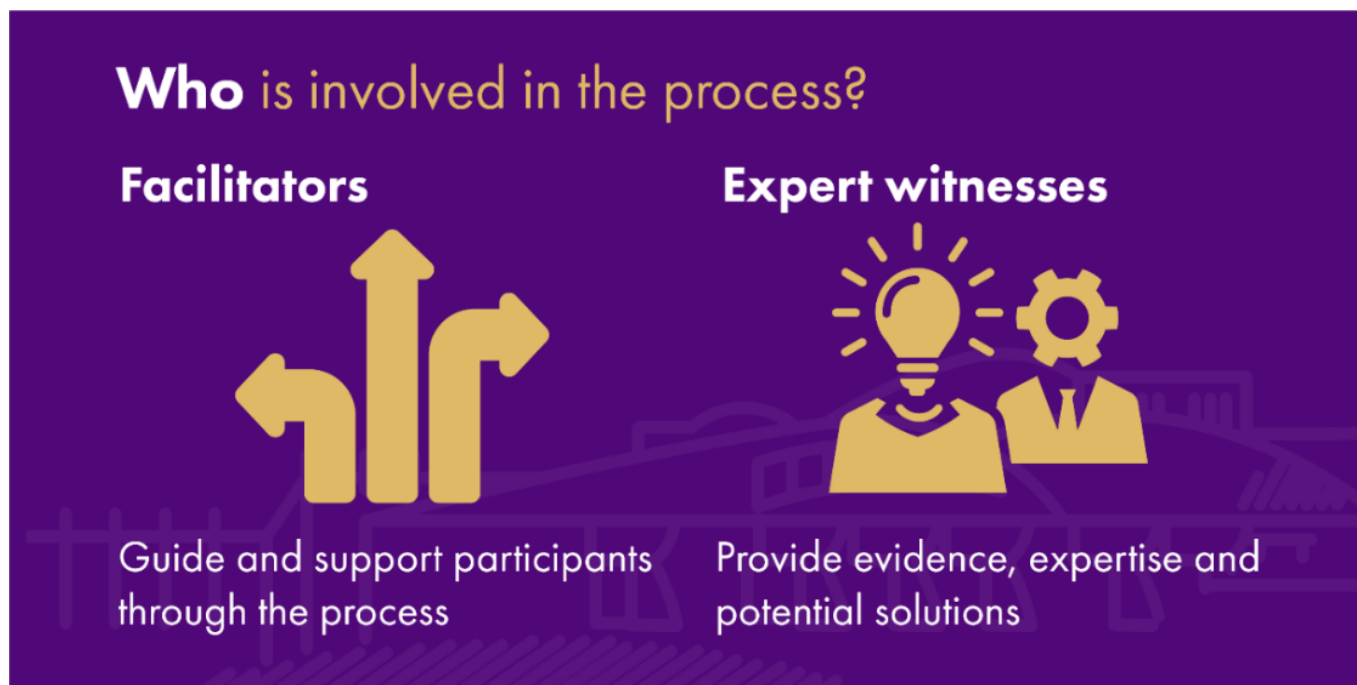 Who is involved in the process?
Facilitators
Guide and support participants
through the process
Expert witnesses
Provide evidence, expertise and
potential solutions